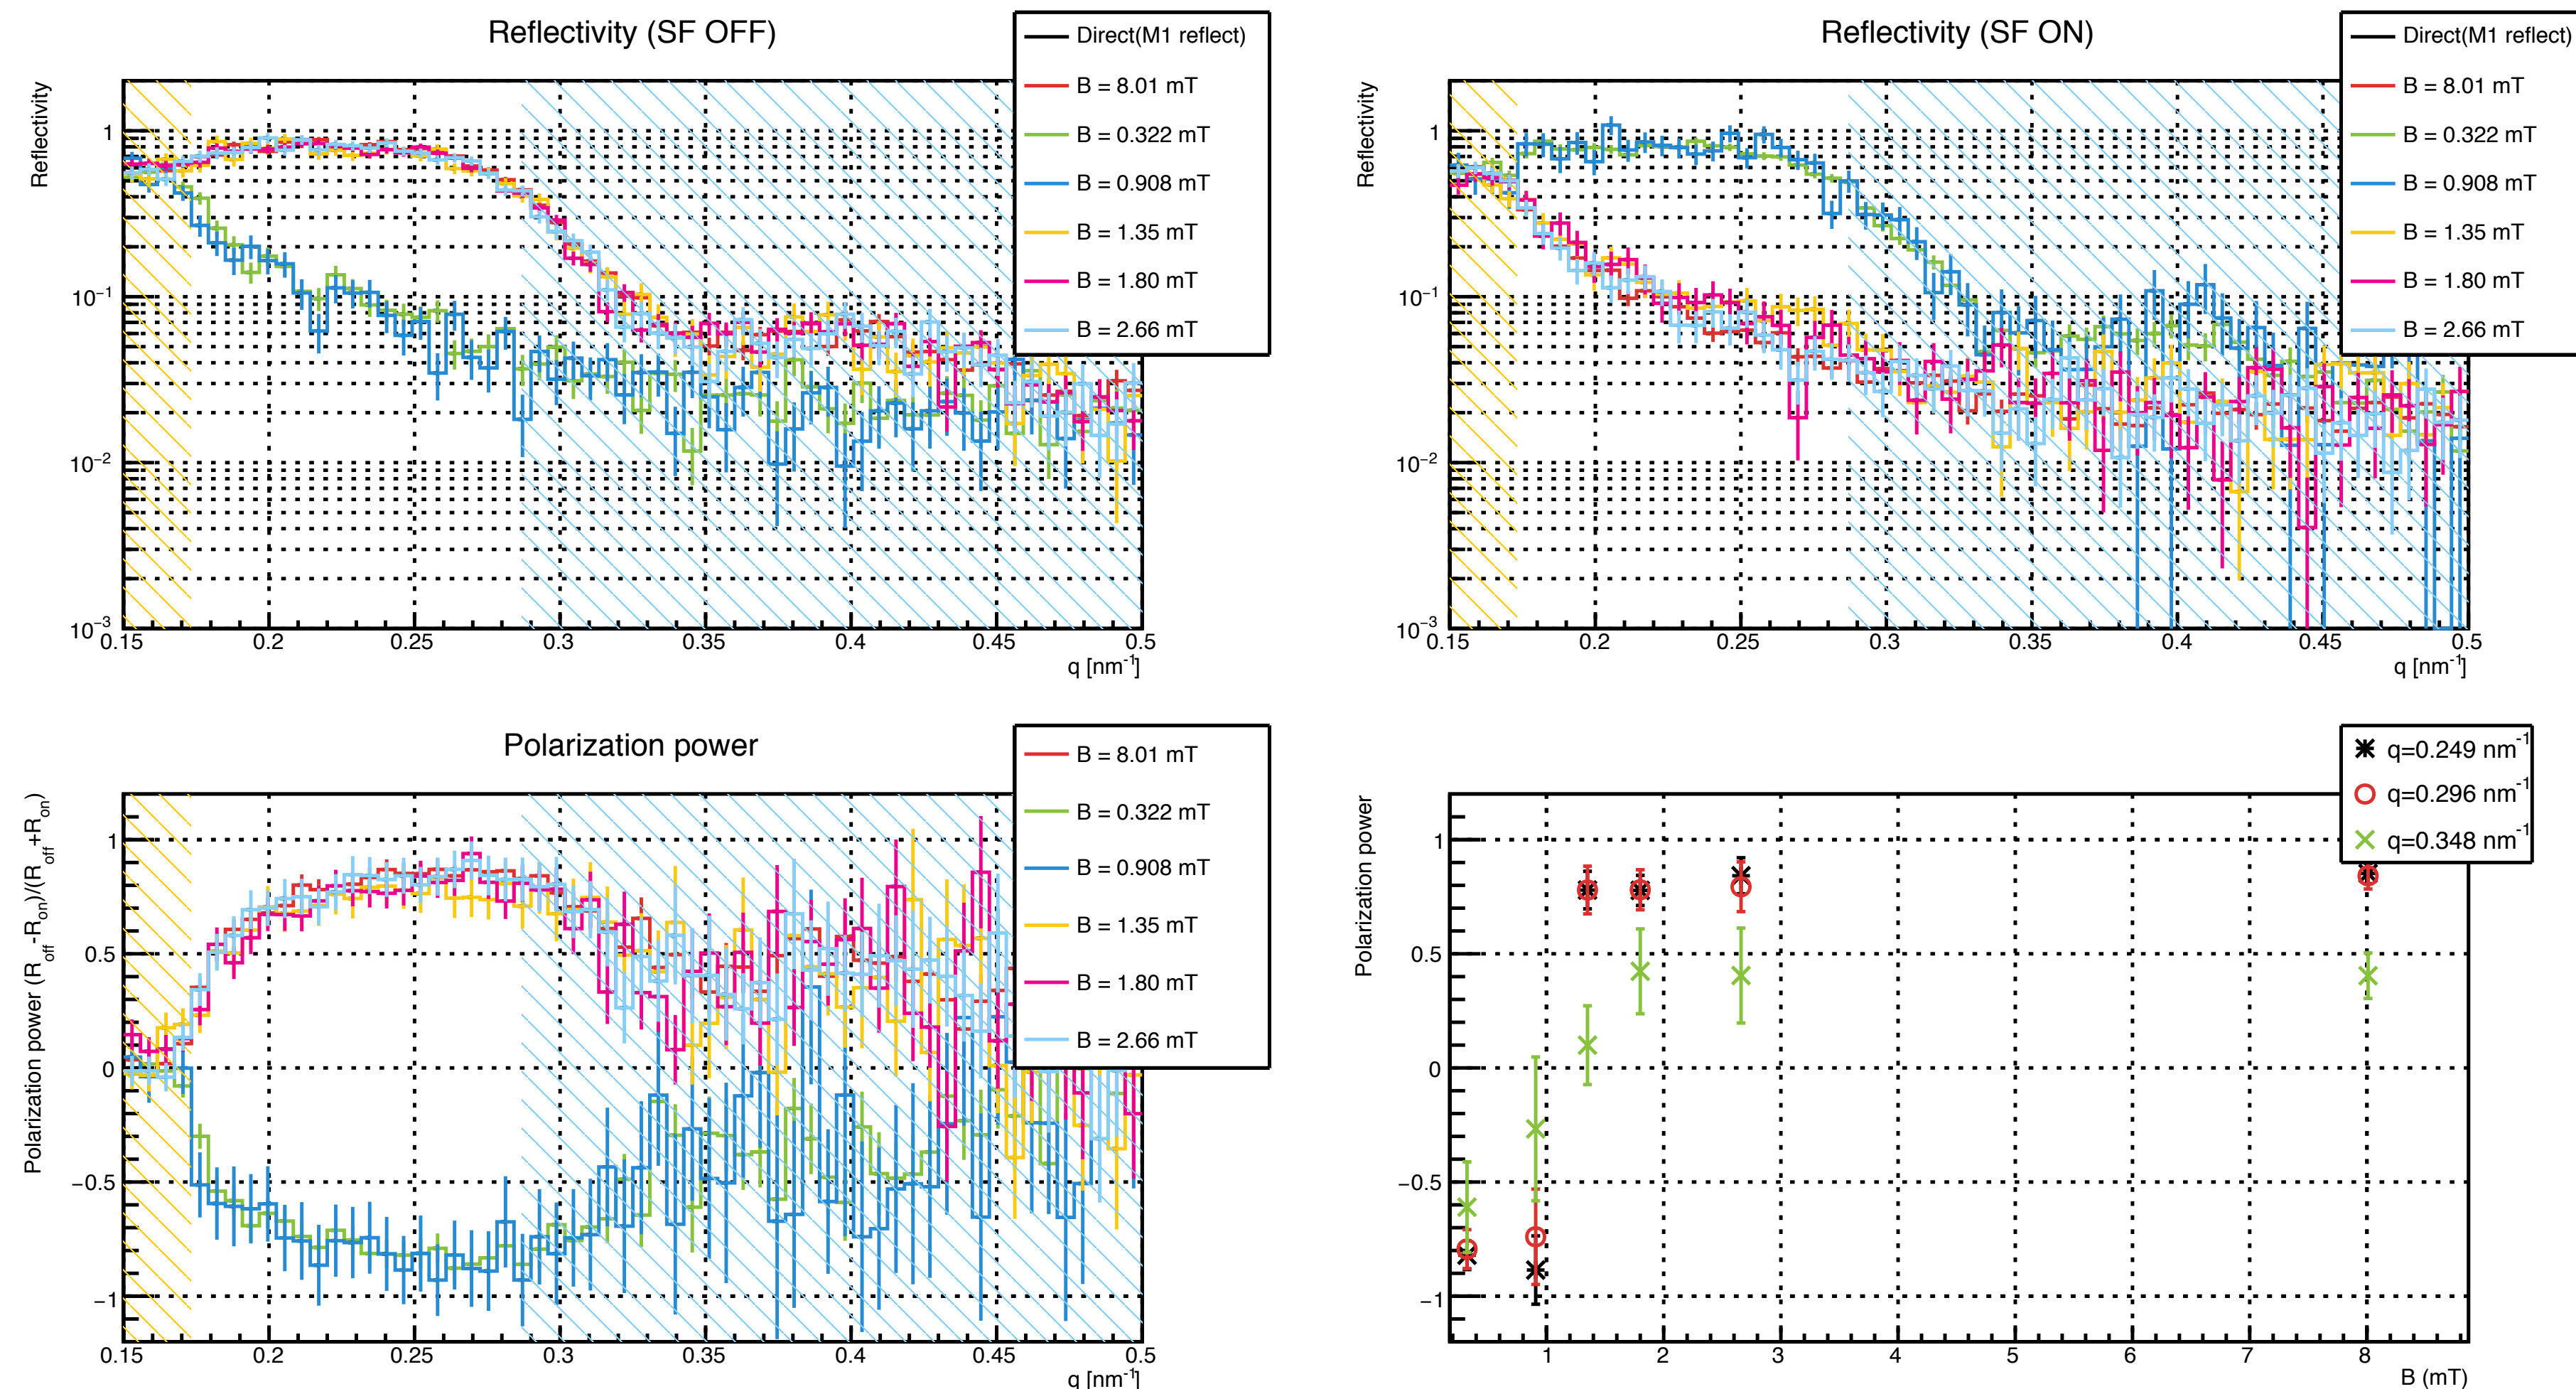 Reflectivity (SF OFF)
Reflectivity
1
10⁻¹
10⁻²
10⁻³
0.15 0.2 0.25 0.3 0.35 0.4 0.45 0.5
q [nm⁻¹]
Direct(M1 reflect)
B = 8.01 mT
B = 0.322 mT
B = 0.908 mT
B = 1.35 mT
B = 1.80 mT
B = 2.66 mT
Reflectivity (SF ON)
Reflectivity
1
10⁻¹
10⁻²
10⁻³
0.15 0.2 0.25 0.3 0.35 0.4 0.45 0.5
q [nm⁻¹]
Direct(M1 reflect)
B = 8.01 mT
B = 0.322 mT
B = 0.908 mT
B = 1.35 mT
B = 1.80 mT
B = 2.66 mT
Polarization power
Polarization power (R_off-R_on)/(R_off+R_on)
1
0.5
0
−0.5
−1
0.15 0.2 0.25 0.3 0.35 0.4 0.45 0.5
q [nm⁻¹]
B = 8.01 mT
B = 0.322 mT
B = 0.908 mT
B = 1.35 mT
B = 1.80 mT
B = 2.66 mT
Polarization power
1
0.5
0
−0.5
−1
1 2 3 4 5 6 7 8
B (mT)
q=0.249 nm⁻¹
q=0.296 nm⁻¹
q=0.348 nm⁻¹